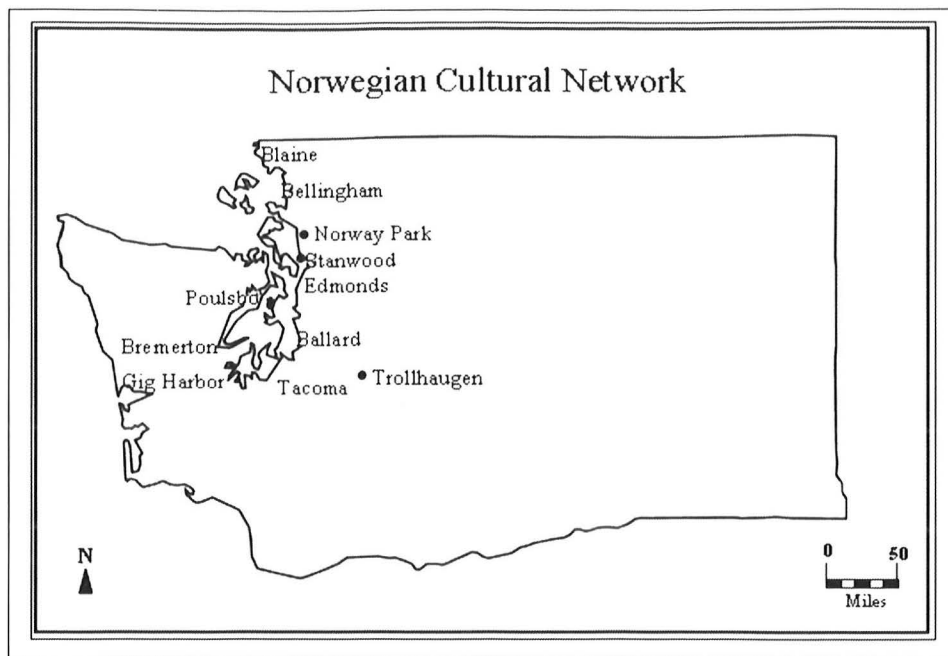 Norwegian Cultural Network
Blaine
Bellingham
Norway Park
Stanwood
Edmonds
Poulsbo
Ballard
Bremerton
Gig Harbor
Tacoma
Trollhaugen
N
0 50
Miles